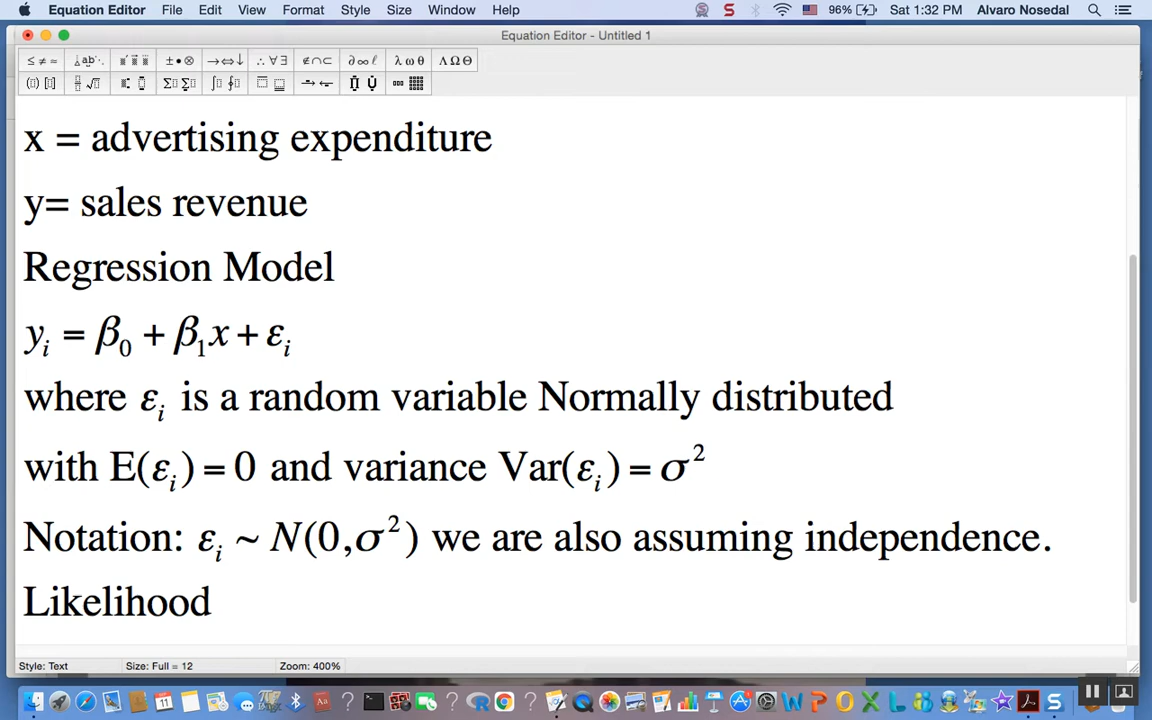 Equation Editor File Edit View Format Style Size Window Help 96% Sat 1:32 PM Alvaro Nosedal
Equation Editor - Untitled 1
x = advertising expenditure
y= sales revenue
Regression Model
yᵢ = β₀ + β₁x + εᵢ
where εᵢ is a random variable Normally distributed
with E(εᵢ) = 0 and variance Var(εᵢ) = σ²
Notation: εᵢ ~ N(0,σ²) we are also assuming independence.
Likelihood
Style: Text Size: Full = 12 Zoom: 400%